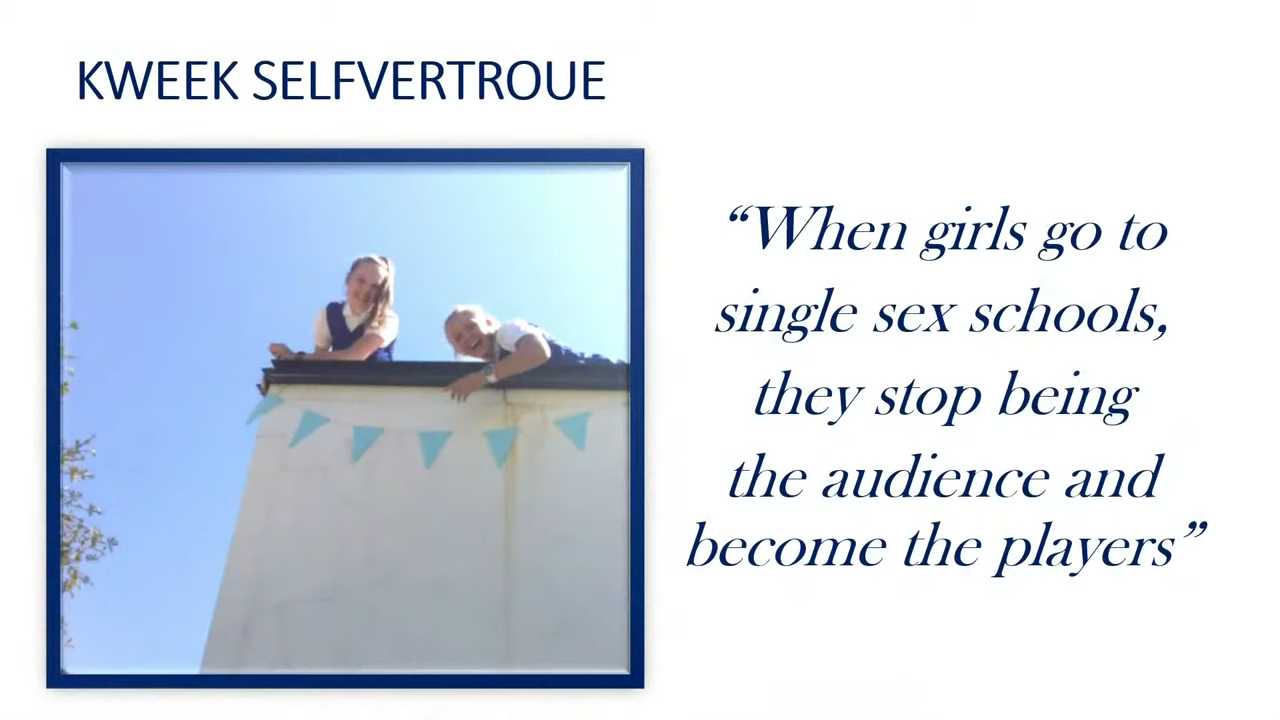 KWEEK SELFVERTROUE
“When girls go to
single sex schools,
they stop being
the audience and
become the players”